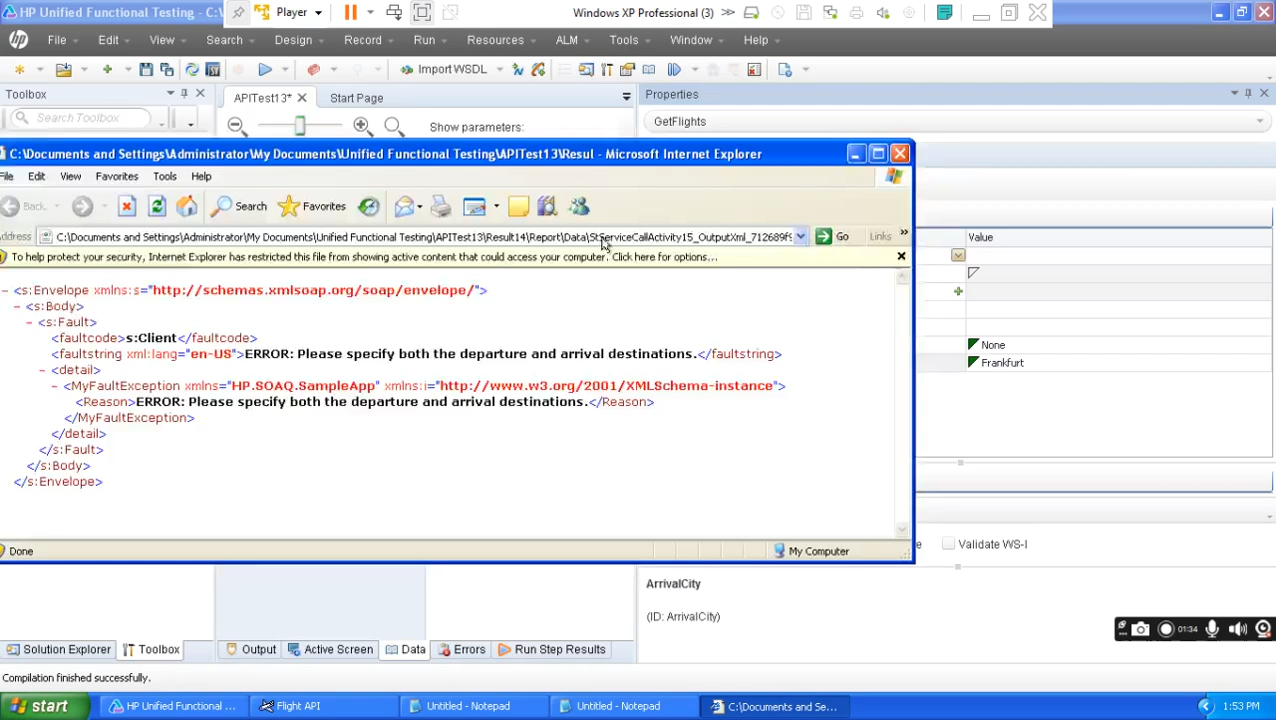 HP Unified Functional Testing - C:\
Player
Windows XP Professional (3)
File Edit View Search Design Record Run Resources ALM Tools Window Help
Import WSDL
Toolbox
APITest13*
Start Page
Properties
Search Toolbox
Show parameters:
GetFlights
C:\Documents and Settings\Administrator\My Documents\Unified Functional Testing\APITest13\Resul - Microsoft Internet Explorer
File Edit View Favorites Tools Help
Back Search Favorites
Address C:\Documents and Settings\Administrator\My Documents\Unified Functional Testing\APITest13\Result14\Report\Data\StServiceCallActivity15_OutputXml_712689f9 Go Links
Value
To help protect your security, Internet Explorer has restricted this file from showing active content that could access your computer. Click here for options...
- <s:Envelope xmlns:s="http://schemas.xmlsoap.org/soap/envelope/">
- <s:Body>
- <s:Fault>
<faultcode>s:Client</faultcode>
<faultstring xml:lang="en-US">ERROR: Please specify both the departure and arrival destinations.</faultstring>
- <detail>
- <MyFaultException xmlns="HP.SOAQ.SampleApp" xmlns:i="http://www.w3.org/2001/XMLSchema-instance">
<Reason>ERROR: Please specify both the departure and arrival destinations.</Reason>
</MyFaultException>
</detail>
</s:Fault>
</s:Body>
</s:Envelope>
None
Frankfurt
Validate WS-I
Done
My Computer
ArrivalCity
(ID: ArrivalCity)
01:34
Solution Explorer
Toolbox
Output
Active Screen
Data
Errors
Run Step Results
Compilation finished successfully.
start
HP Unified Functional ...
Flight API
Untitled - Notepad
Untitled - Notepad
C:\Documents and Se...
1:53 PM